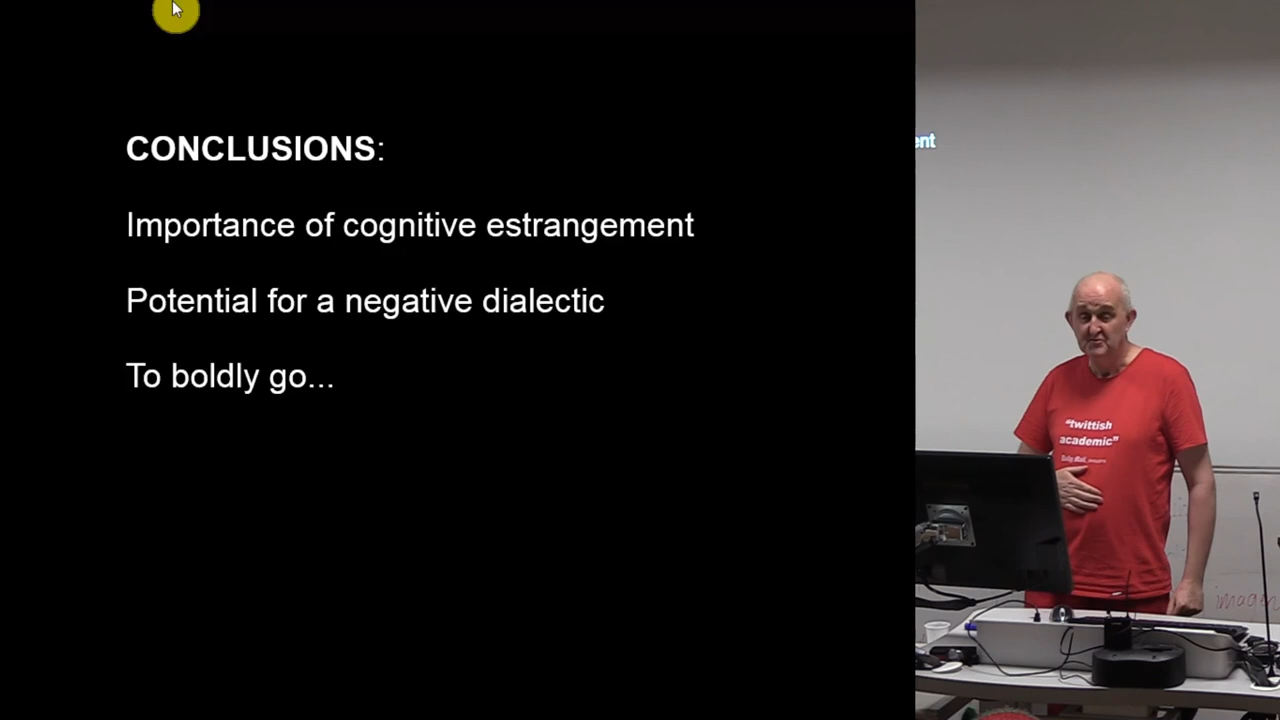 CONCLUSIONS:
Importance of cognitive estrangement
Potential for a negative dialectic
To boldly go...
ent
"twittish
academic"